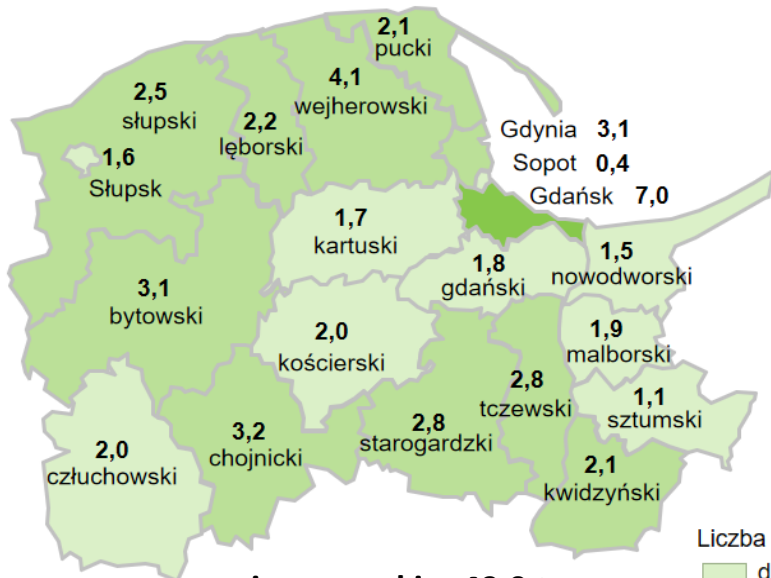 2,1
pucki
4,1
wejherowski
2,5
słupski
2,2
lęborski
Gdynia 3,1
Sopot 0,4
Gdańsk 7,0
1,6
Słupsk
1,7
kartuski
1,8
gdański
1,5
nowodworski
3,1
bytowski
2,0
kościerski
1,9
malborski
2,8
tczewski
1,1
sztumski
2,0
człuchowski
3,2
chojnicki
2,8
starogardzki
2,1
kwidzyński
Liczba